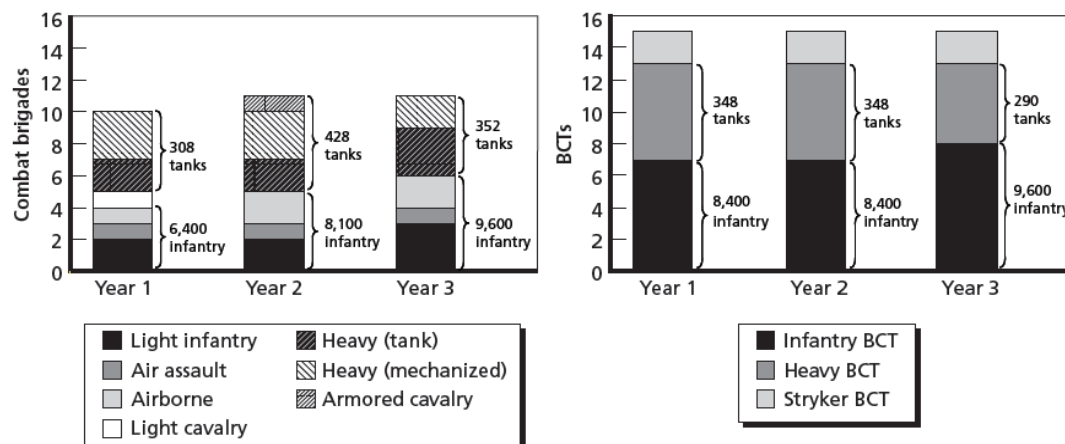 Combat brigades
16
14
12
10
8
6
4
2
0
308
tanks
6,400
infantry
428
tanks
8,100
infantry
352
tanks
9,600
infantry
Year 1
Year 2
Year 3
Light infantry
Air assault
Airborne
Light cavalry
Heavy (tank)
Heavy (mechanized)
Armored cavalry
BCTs
16
14
12
10
8
6
4
2
0
348
tanks
8,400
infantry
348
tanks
8,400
infantry
290
tanks
9,600
infantry
Year 1
Year 2
Year 3
Infantry BCT
Heavy BCT
Stryker BCT